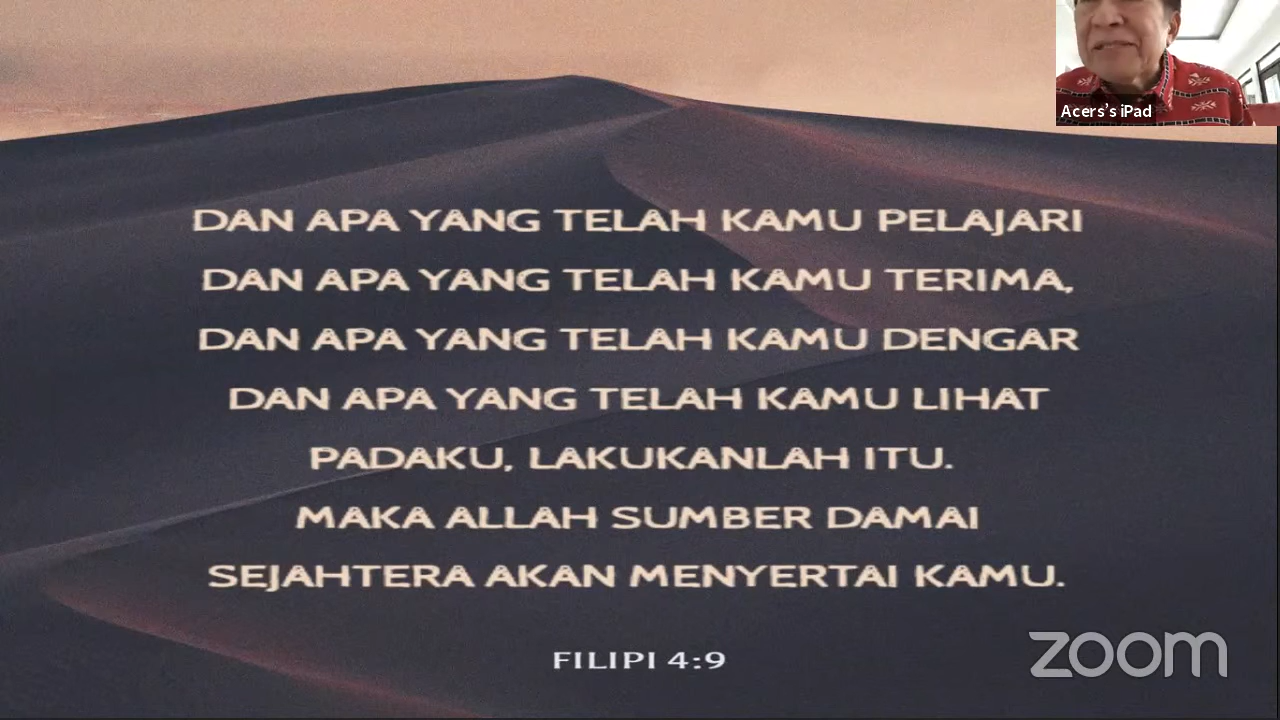 Acers's iPad
DAN APA YANG TELAH KAMU PELAJARI
DAN APA YANG TELAH KAMU TERIMA,
DAN APA YANG TELAH KAMU DENGAR
DAN APA YANG TELAH KAMU LIHAT
PADAKU, LAKUKANLAH ITU.
MAKA ALLAH SUMBER DAMAI
SEJAHTERA AKAN MENYERTAI KAMU.
FILIPI 4:9
zoom